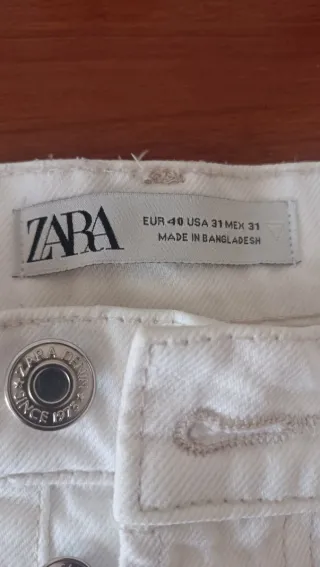 ZARA
EUR 40 USA 31 MEX 31
MADE IN BANGLADESH
ZARA DENIM
SINCE 1975